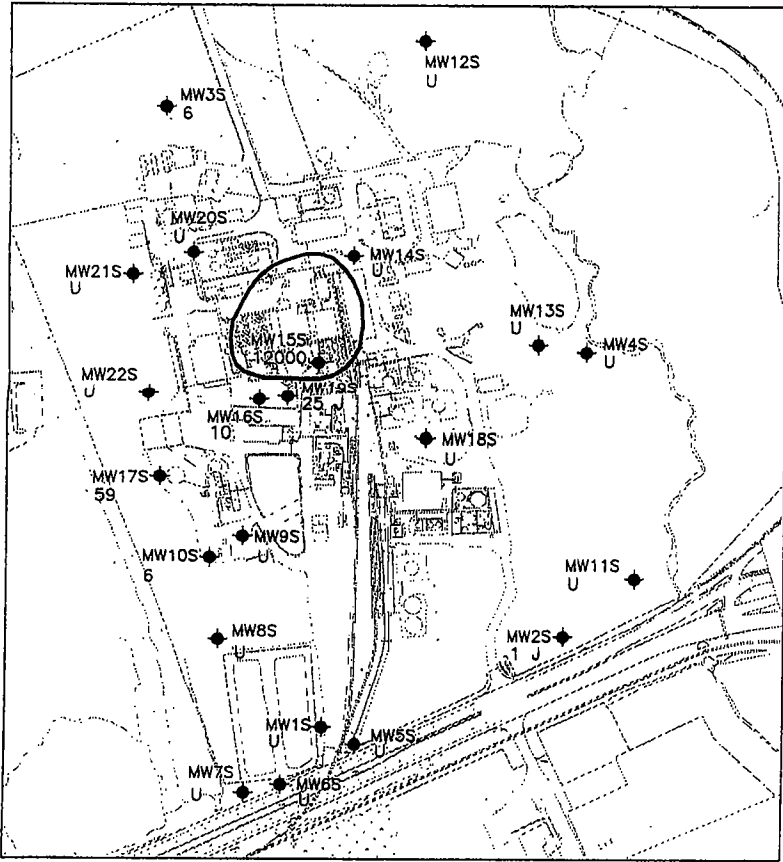 MW12S
U
MW3S
6
MW20S
U
MW14S
U
MW21S
U
MW13S
U
MW15S
12000
MW4S
U
MW22S
U
MW19S
25 J
MW16S
10
MW18S
U
MW17S
59
MW9S
U
MW10S
6
MW11S
U
MW8S
U
MW2S
1 J
MW1S
U
MW5S
U
MW7S
U
MW6S
U